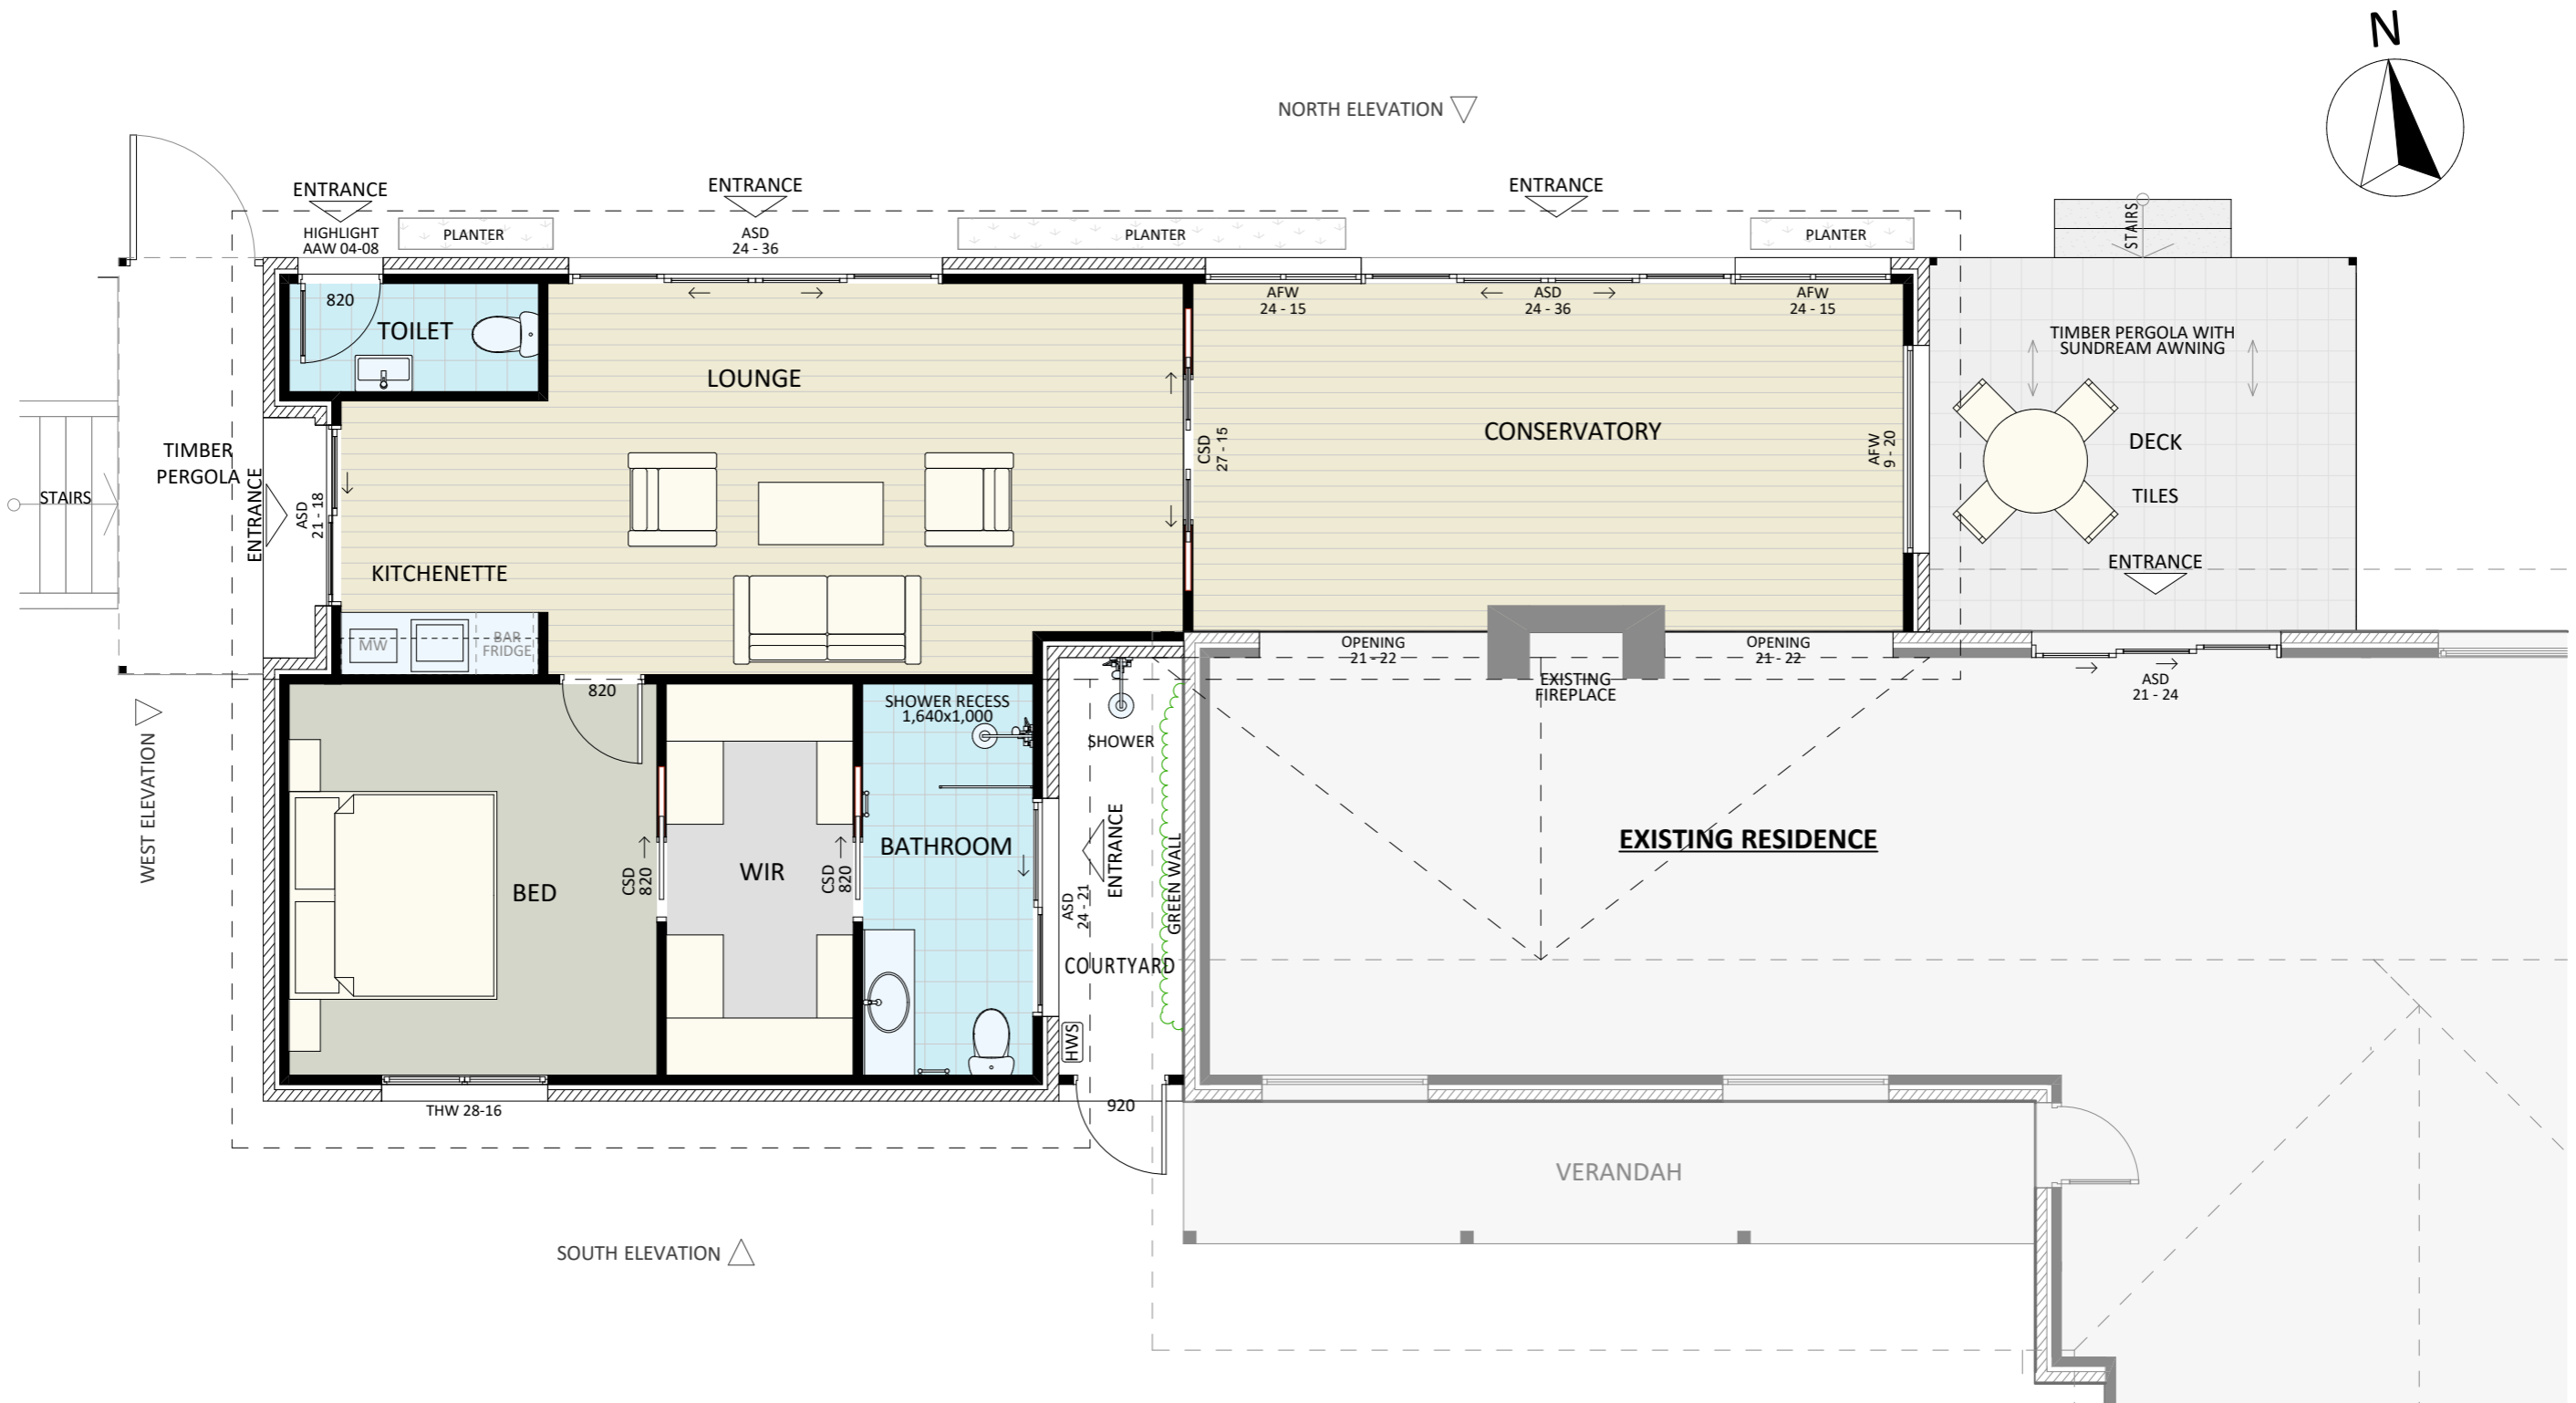 N
NORTH ELEVATION
ENTRANCE
ENTRANCE
ENTRANCE
STAIRS
HIGHLIGHT
AAW 04-08
PLANTER
ASD
24 - 36
PLANTER
PLANTER
820
TOILET
AFW
24 - 15
ASD
24 - 36
AFW
24 - 15
TIMBER PERGOLA WITH
SUNDREAM AWNING
LOUNGE
CONSERVATORY
CSD
27 - 15
AFW
9 - 20
DECK
TILES
TIMBER
PERGOLA
STAIRS
ENTRANCE
ASD
21 - 18
KITCHENETTE
ENTRANCE
MW
BAR
FRIDGE
OPENING
21 - 22
OPENING
21 - 22
EXISTING
FIREPLACE
ASD
21 - 24
820
SHOWER RECESS
1,640x1,000
SHOWER
WEST ELEVATION
BED
CSD
820
WIR
CSD
820
BATHROOM
ENTRANCE
ASD
24 - 21
GREEN WALL
EXISTING RESIDENCE
COURTYARD
HWS
THW 28-16
920
VERANDAH
SOUTH ELEVATION